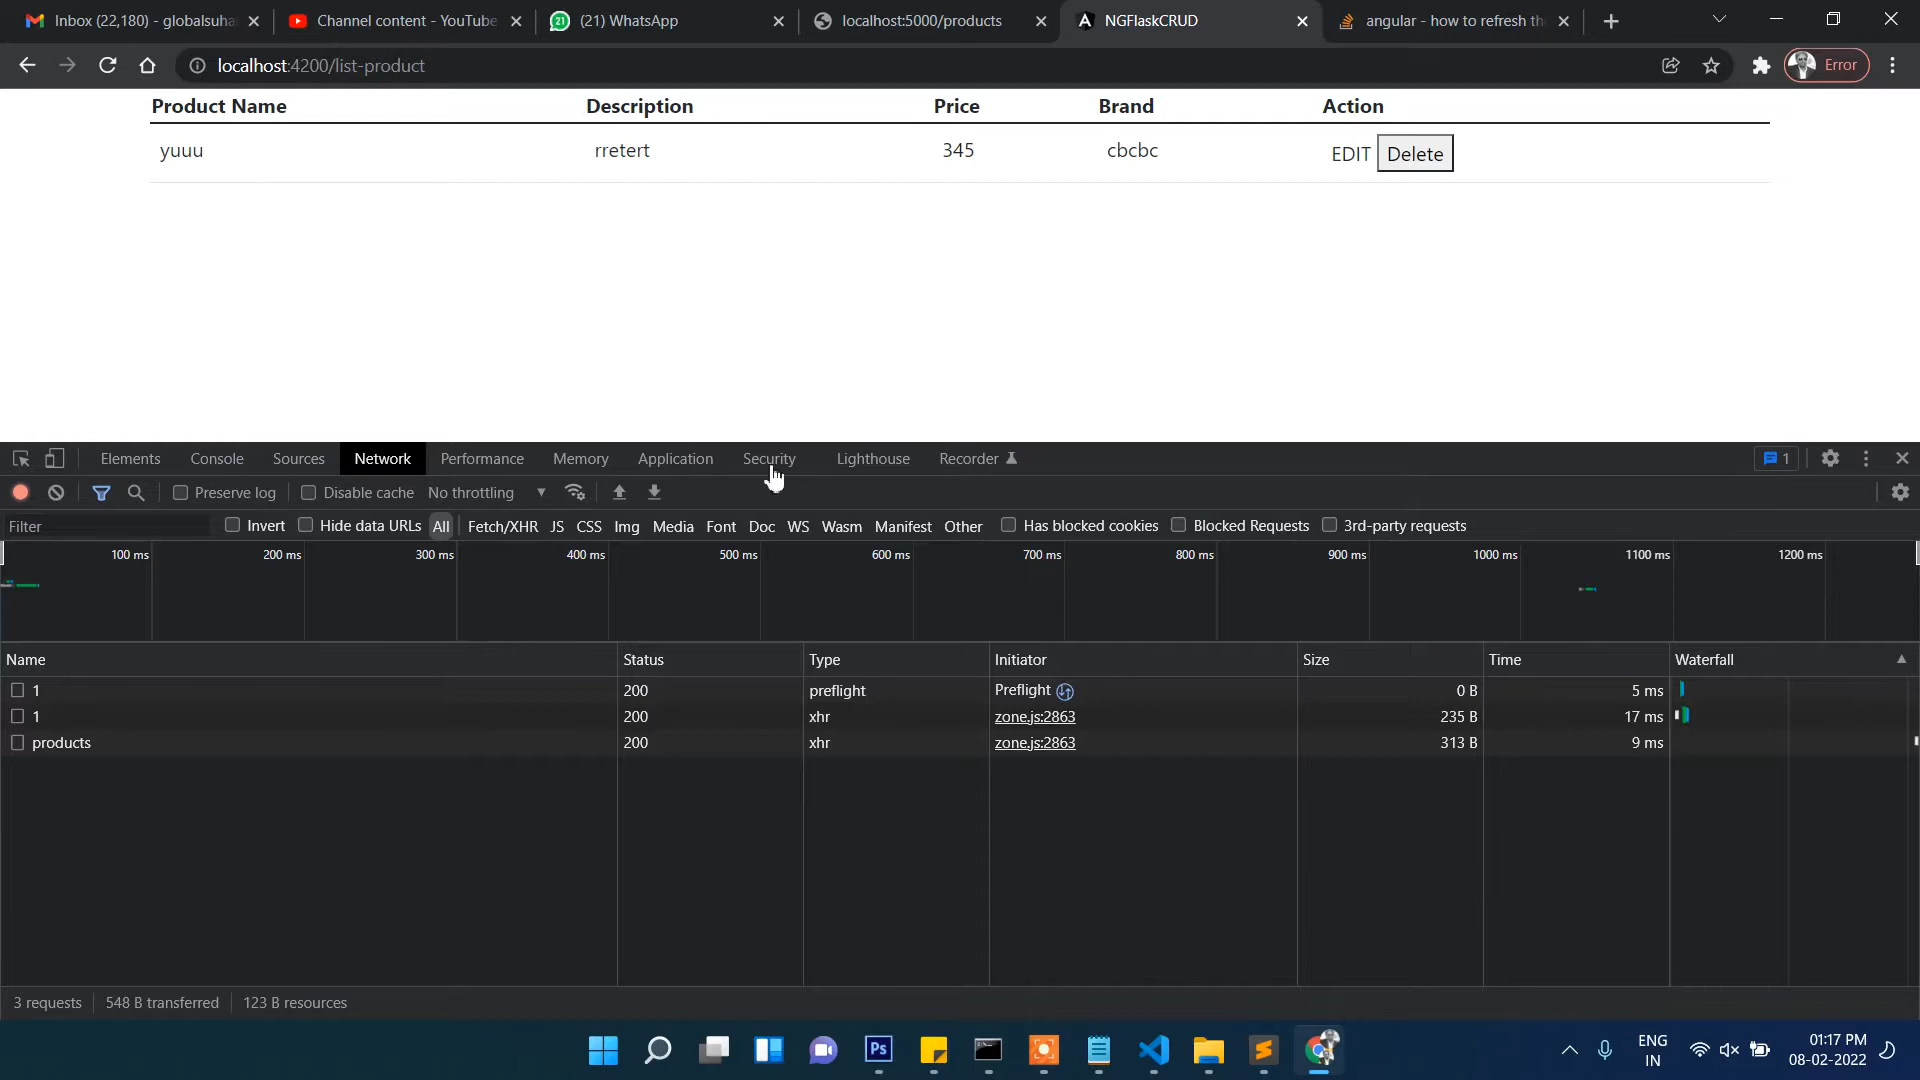 Inbox (22,180) - globalsuha
Channel content - YouTube
21
(21) WhatsApp
localhost:5000/products
NGFlaskCRUD
angular - how to refresh th
localhost:4200/list-product
Error
Product Name Description Price Brand Action
yuuu rretert 345 cbcbc EDIT Delete
Elements Console Sources Network Performance Memory Application Security Lighthouse Recorder 1
Preserve log Disable cache No throttling
Filter Invert Hide data URLs All Fetch/XHR JS CSS Img Media Font Doc WS Wasm Manifest Other Has blocked cookies Blocked Requests 3rd-party requests
100 ms 200 ms 300 ms 400 ms 500 ms 600 ms 700 ms 800 ms 900 ms 1000 ms 1100 ms 1200 ms
Name Status Type Initiator Size Time Waterfall
1 200 preflight Preflight 0 B 5 ms
1 200 xhr zone.js:2863 235 B 17 ms
products 200 xhr zone.js:2863 313 B 9 ms
3 requests 548 B transferred 123 B resources
Ps
ENG
IN
01:17 PM
08-02-2022